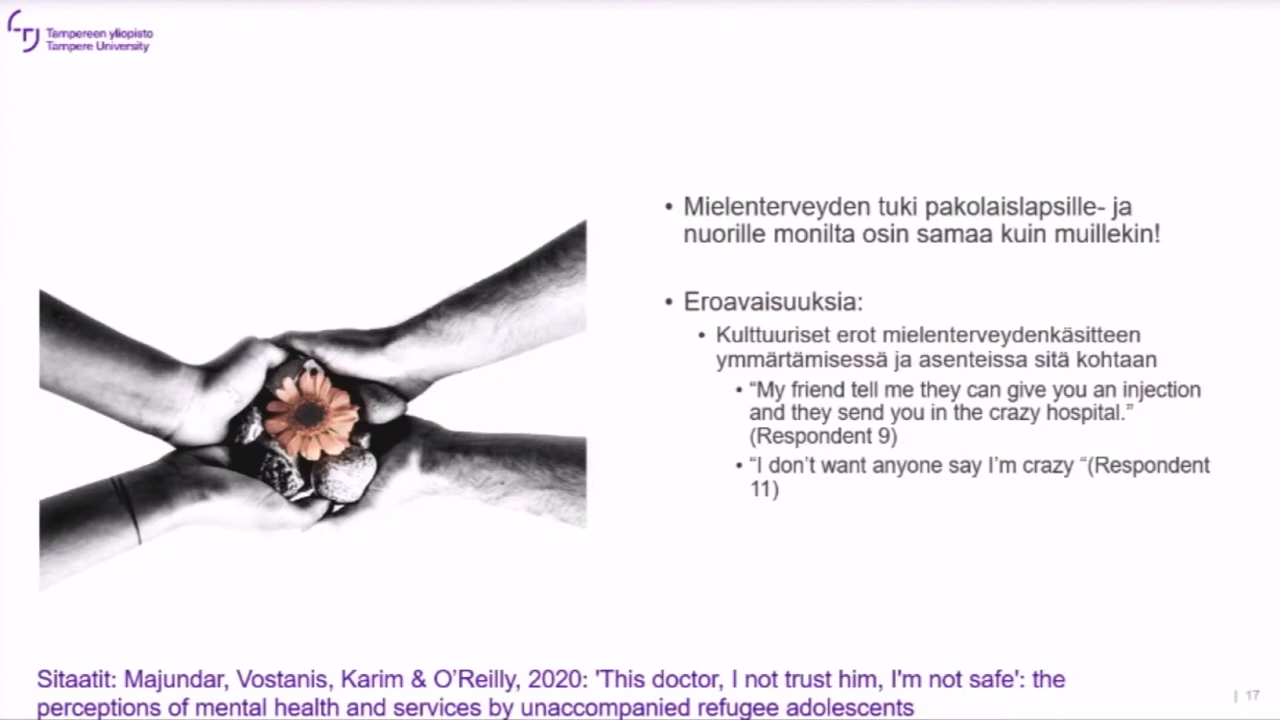 Tampereen yliopisto
Tampere University
• Mielenterveyden tuki pakolaislapsille- ja
nuorille monilta osin samaa kuin muillekin!
• Eroavaisuuksia:
• Kulttuuriset erot mielenterveydenkäsitteen
ymmärtämisessä ja asenteissa sitä kohtaan
• “My friend tell me they can give you an injection
and they send you in the crazy hospital.”
(Respondent 9)
• “I don’t want anyone say I’m crazy “(Respondent
11)
Sitaatit: Majundar, Vostanis, Karim & O’Reilly, 2020: 'This doctor, I not trust him, I'm not safe': the
perceptions of mental health and services by unaccompanied refugee adolescents
| 17